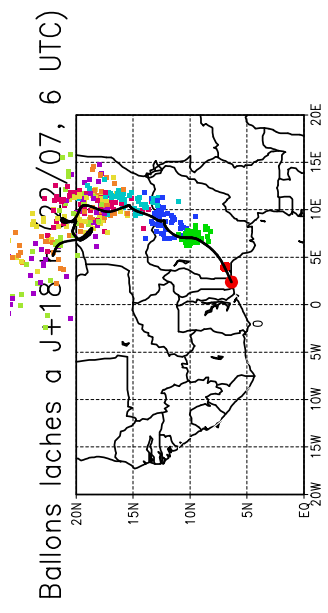 Ballons laches a J+18 (22/07, 6 UTC)
20E
15E
10E
5E
0
0
5W
10W
15W
20W
20N
15N
10N
5N
EQ